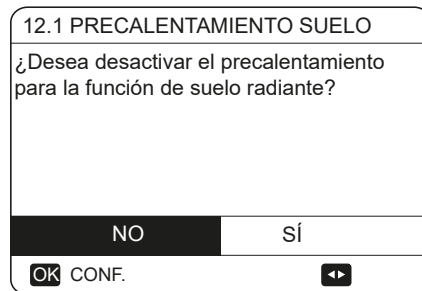 12.1 PRECALENTAMIENTO SUELO
¿Desea desactivar el precalentamiento
para la función de suelo radiante?
NO SÍ
OK CONF.